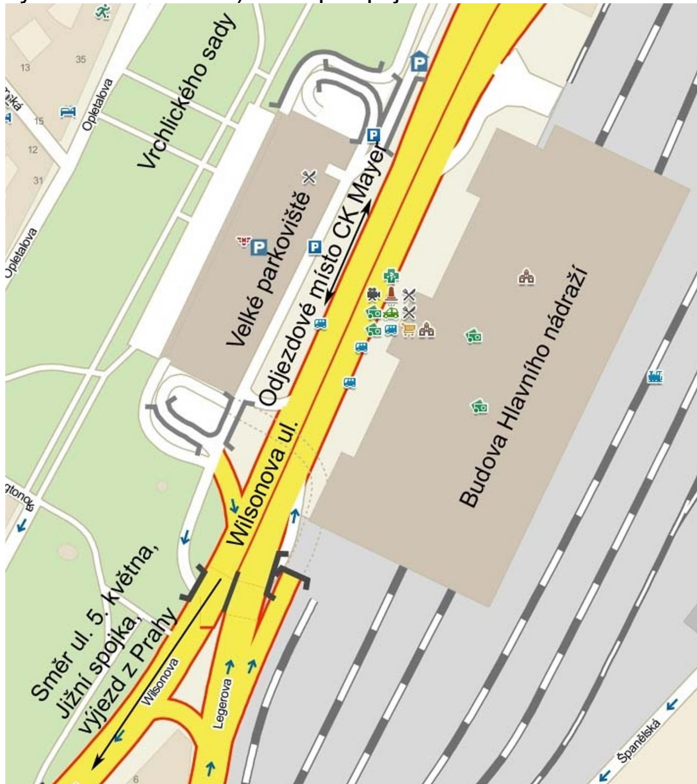 Vrchlického sady
Opletalova
Opletalova
13
35
15
12
31
P
P
P
P
Velké parkoviště
Odjezdové místo CK Mayer
Budova Hlavního nádraží
Wilsonova ul.
Směr ul. 5. května,
Jižní spojka,
výjezd z Prahy
Wilsonova
Legerova
Španělská
6